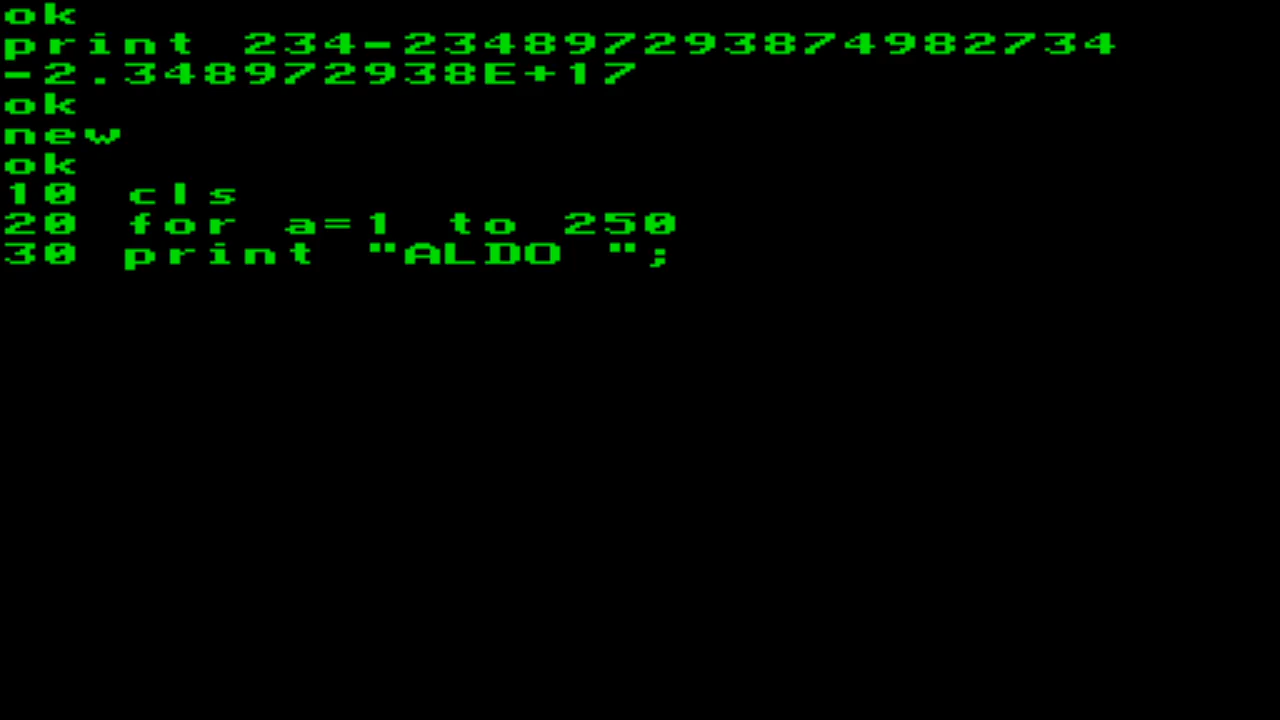 ok
print 234-234897293874982734
-2.348972938E+17
ok
new
ok
10 cls
20 for a=1 to 250
30 print "ALDO ";